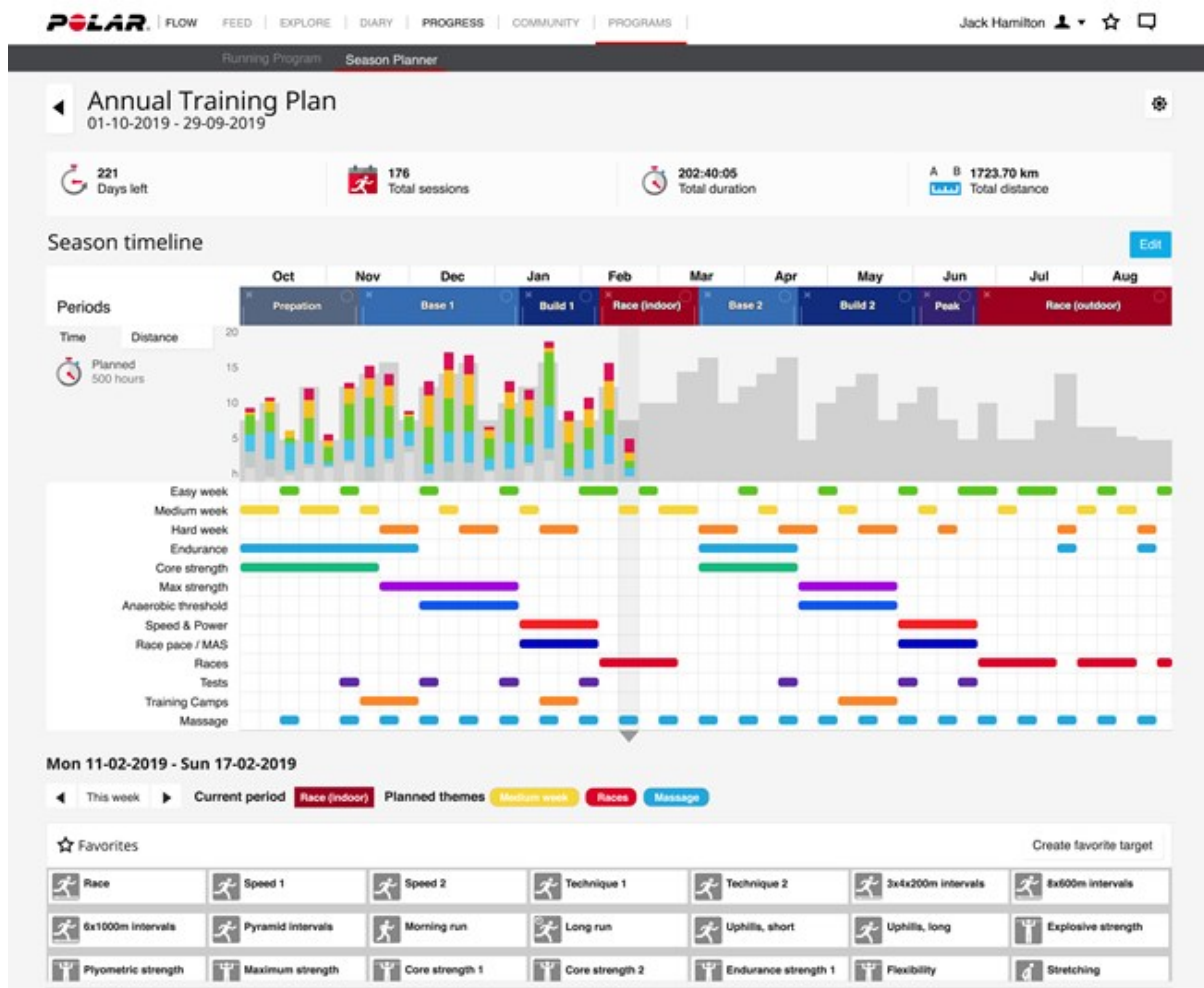 POLAR. FLOW FEED EXPLORE DIARY PROGRESS COMMUNITY PROGRAMS Jack Hamilton
Running Program Season Planner
Annual Training Plan
01-10-2019 - 29-09-2019
221
Days left
176
Total sessions
202:40:05
Total duration
A B 1723.70 km
Total distance
Season timeline Edit
Oct Nov Dec Jan Feb Mar Apr May Jun Jul Aug
Periods Prepation Base 1 Build 1 Race (indoor) Base 2 Build 2 Peak Race (outdoor)
Time Distance
Planned
500 hours
20
15
10
5
h
Easy week
Medium week
Hard week
Endurance
Core strength
Max strength
Anaerobic threshold
Speed & Power
Race pace / MAS
Races
Tests
Training Camps
Massage
Mon 11-02-2019 - Sun 17-02-2019
This week Current period Race (indoor) Planned themes Medium week Races Massage
Favorites Create favorite target
Race Speed 1 Speed 2 Technique 1 Technique 2 3x4x200m intervals 8x600m intervals
6x1000m intervals Pyramid intervals Morning run Long run Uphills, short Uphills, long Explosive strength
Plyometric strength Maximum strength Core strength 1 Core strength 2 Endurance strength 1 Flexibility Stretching